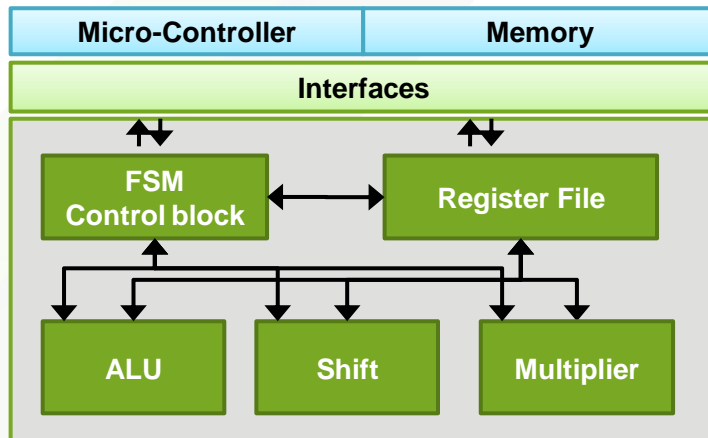 Micro-Controller
Memory
Interfaces
FSM
Control block
Register File
ALU
Shift
Multiplier